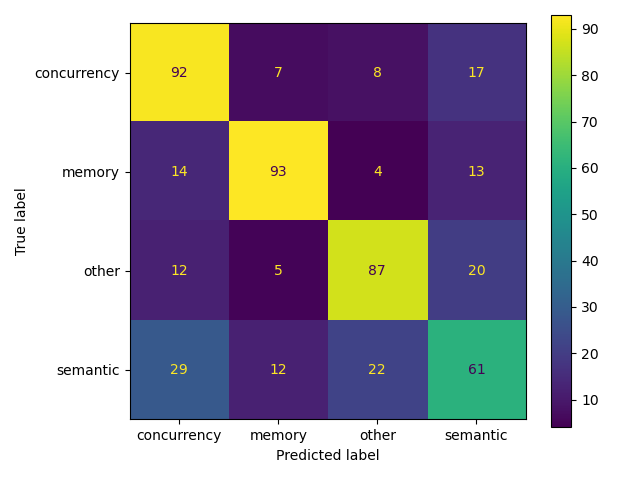 concurrency 92 7 8 17
memory 14 93 4 13
other 12 5 87 20
semantic 29 12 22 61
concurrency memory other semantic
Predicted label
True label
90
80
70
60
50
40
30
20
10